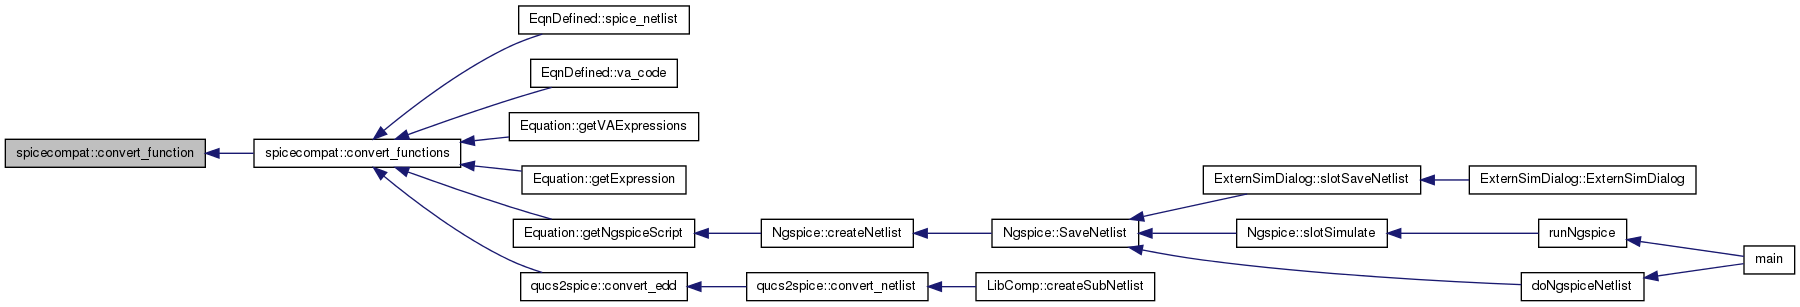 EqnDefined::spice_netlist
EqnDefined::va_code
Equation::getVAExpressions
spicecompat::convert_function
spicecompat::convert_functions
Equation::getExpression
ExternSimDialog::slotSaveNetlist
ExternSimDialog::ExternSimDialog
Equation::getNgspiceScript
Ngspice::createNetlist
Ngspice::SaveNetlist
Ngspice::slotSimulate
runNgspice
main
qucs2spice::convert_edd
qucs2spice::convert_netlist
LibComp::createSubNetlist
doNgspiceNetlist